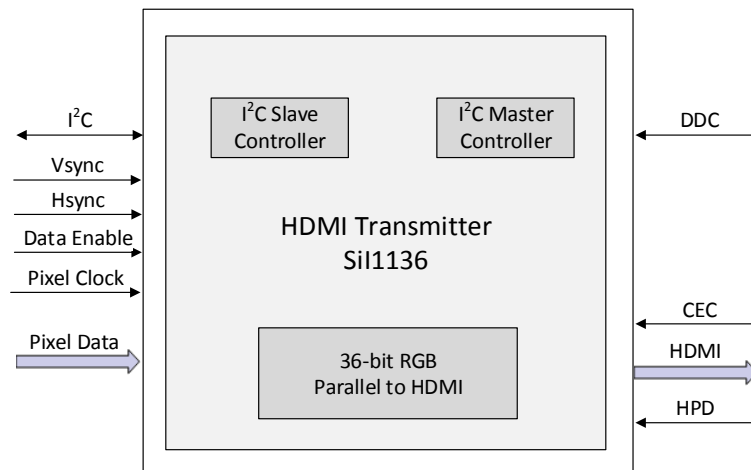 I²C
Vsync
Hsync
Data Enable
Pixel Clock
Pixel Data
I²C Slave
Controller
I²C Master
Controller
HDMI Transmitter
SiI1136
36-bit RGB
Parallel to HDMI
DDC
CEC
HDMI
HPD